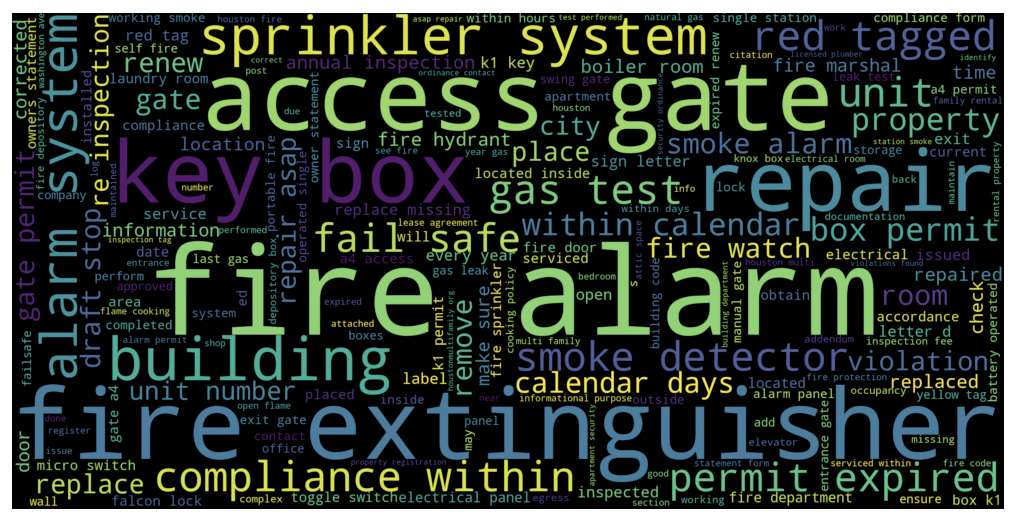 working smoke
houston fire
asap repair
within hours
test performed
natural gas
single station
compliance form
corrected
owner statement
fire depository
washington ave
alarm system
re inspection
red tag
self fire
renew
laundry room
gate
compliance
sprinkler system
annual inspection
k1 key
swing gate
boiler room
apartment
houston
red tagged
work
licensed plumber
citation
identify
fire marshal
time
leak test
a4 permit
family rental
expired renew
security ordinance
correct
post
ordinance contact
due
tested
access gate
unit
property
installed
company
log
maintained
location
sign
see fire
year gas
fire hydrant
city
place
sign letter
smoke alarm
station smoke
exit
storage
current
located inside
knox box
electrical room
back
maintain
rental property
key box
number
owner statement
portable fire
operated single
repair asap
depository box
gas test
info
lock
documentation
repair
gate permit
draft stop
service
information
inspection tag
performed
date
entrance
last gas
replace missing
lease agreement
fail safe
will
a4 access
every year
serviced
gas leak
within days
within calendar
fire door
fire watch
bedroom
attic space
houston multi
violations found
box permit
electrical
issued
repaired
perform
approved
flame cooking
area
completed
failsafe
ed
system
expired
attached
boxes
fire alarm
open
building code
building department
manual gate
obtain
room
accordance
letter d
check
addendum
inspection fee
battery operated
alarm permit
shop
building
k1 permit
label
houstonmultifamily org
remove
make sure
fire sprinkler
cooking policy
multi family
smoke detector
violation
calendar days
located
fire protection
replaced
occupancy
yellow tag
unit number
placed
inside
informational purpose
outside
alarm panel
near
gate a4
open flame
exit gate
contact
office
panel
may
add
elevator
entrance gate
missing
done
register
issue
fire extinguisher
door
micro switch
replace
wall
falcon lock
complex
property registration
compliance within
toggle switch
electrical panel
egress
apartment security
good
inspected
section
statement form
permit expired
working
fire department
serviced within
fire code
ensure
box k1